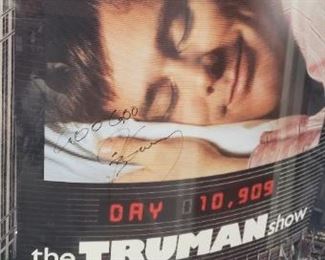 DAY 10,909
the TRUMAN show